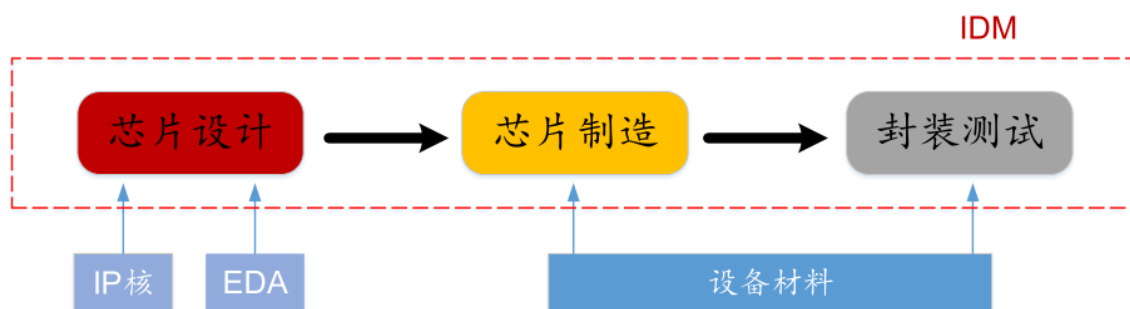 IDM
芯片设计
芯片制造
封装测试
IP核
EDA
设备材料